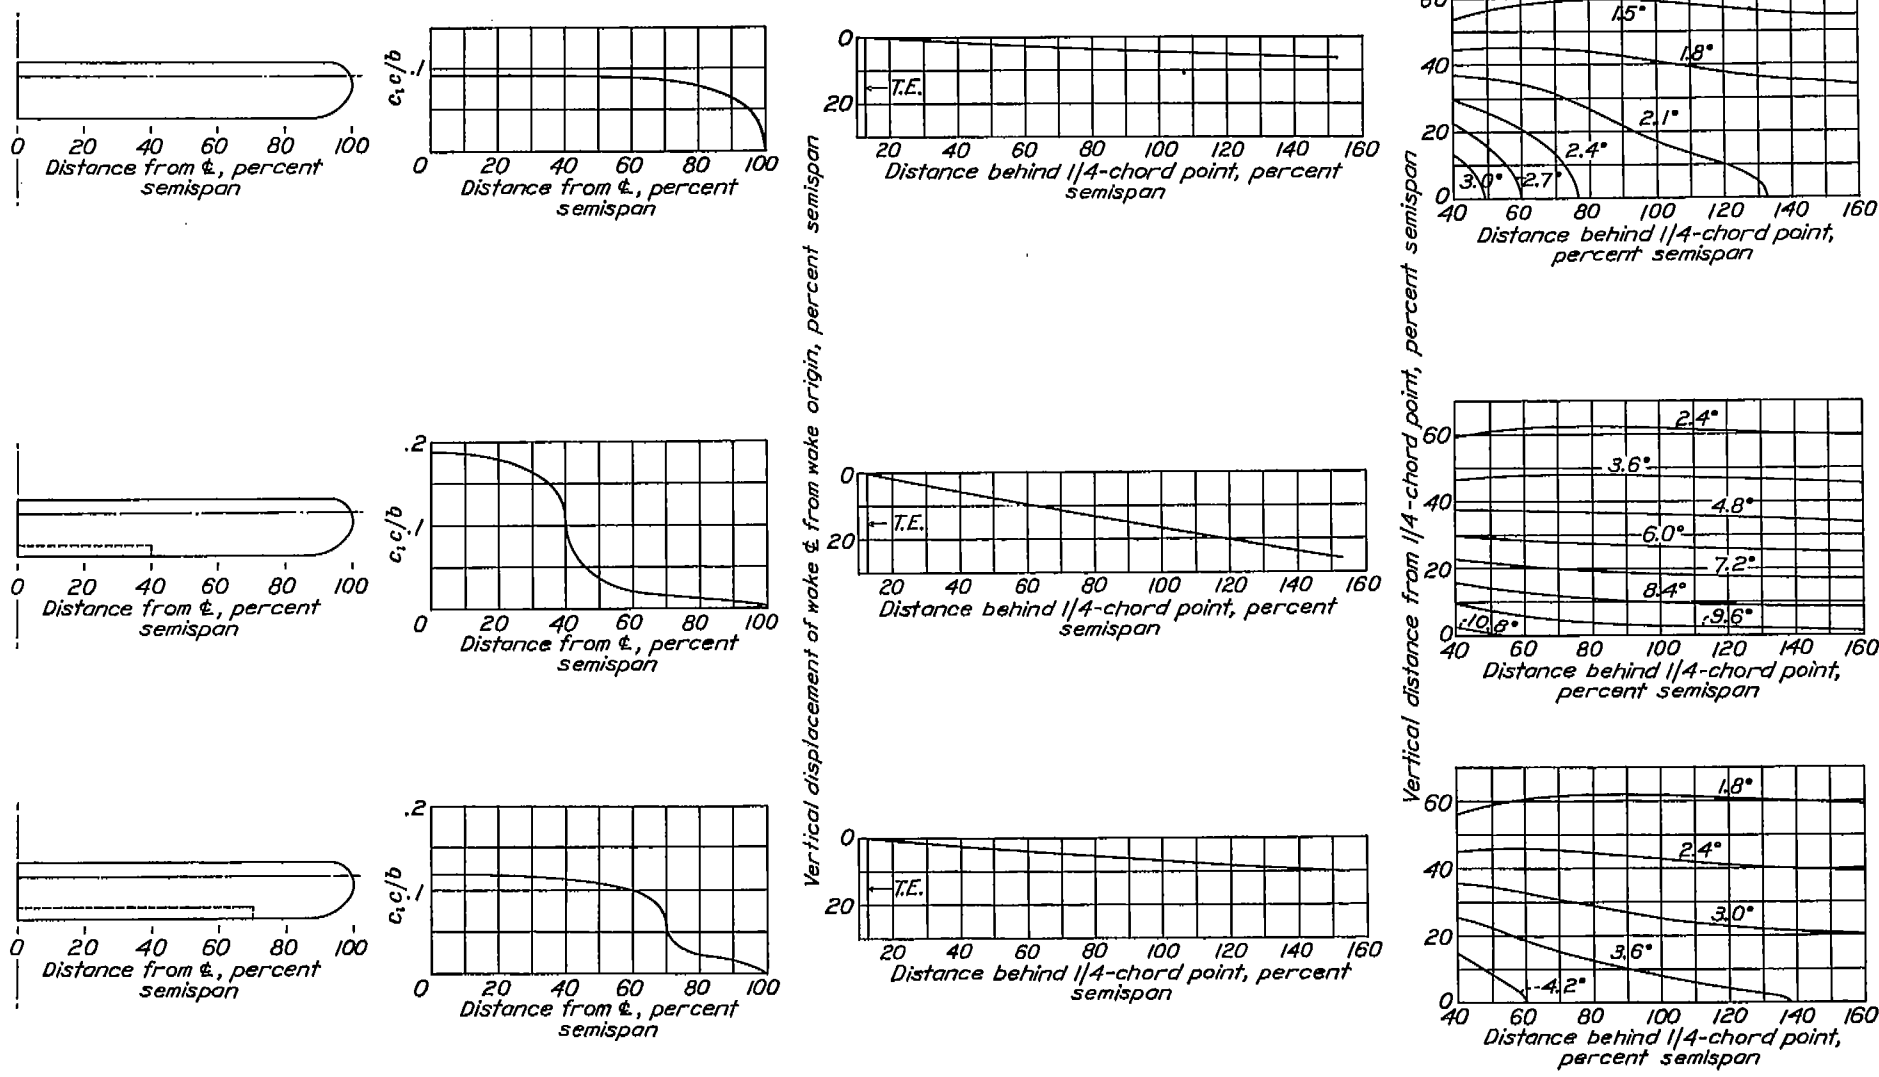 0 20 40 60 80 100
Distance from ℄, percent
semispan
c_l c/b
.1
0 20 40 60 80 100
Distance from ℄, percent
semispan
Vertical displacement of wake ℄ from wake origin, percent semispan
0
20
←T.E.
20 40 60 80 100 120 140 160
Distance behind 1/4-chord point, percent
semispan
Vertical distance from 1/4-chord point, percent semispan
60
40
20
0
1.5°
1.8°
2.1°
2.4°
2.7°
3.0°
40 60 80 100 120 140 160
Distance behind 1/4-chord point,
percent semispan
0 20 40 60 80 100
Distance from ℄, percent
semispan
c_l c/b
.2
.1
0 20 40 60 80 100
Distance from ℄, percent
semispan
0
20
←T.E.
20 40 60 80 100 120 140 160
Distance behind 1/4-chord point, percent
semispan
60
40
20
0
2.4°
3.6°
4.8°
6.0°
7.2°
8.4°
9.6°
10.8°
40 60 80 100 120 140 160
Distance behind 1/4-chord point,
percent semispan
0 20 40 60 80 100
Distance from ℄, percent
semispan
c_l c/b
.2
.1
0 20 40 60 80 100
Distance from ℄, percent
semispan
0
20
←T.E.
20 40 60 80 100 120 140 160
Distance behind 1/4-chord point, percent
semispan
60
40
20
0
1.8°
2.4°
3.0°
3.6°
4.2°
40 60 80 100 120 140 160
Distance behind 1/4-chord point,
percent semispan